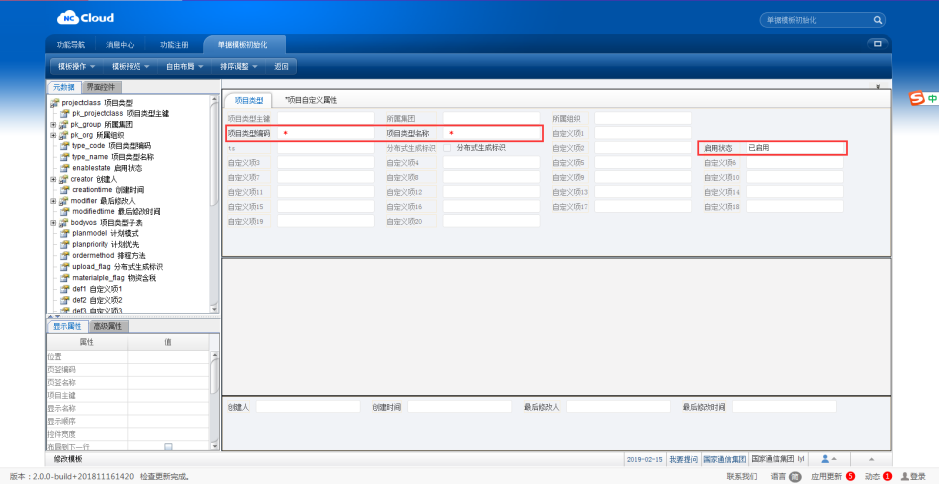 NC Cloud
单据模板初始化
功能导航 消息中心 功能注册 单据模板初始化
模板操作 模板预览 自由布局 排序调整 返回
元数据 界面控件
projectclass 项目类型
pk_projectclass 项目类型主键
pk_group 所属集团
pk_org 所属组织
type_code 项目类型编码
type_name 项目类型名称
enablestate 启用状态
creator 创建人
creationtime 创建时间
modifier 最后修改人
modifiedtime 最后修改时间
bodyvos 项目类型子表
planmodel 计划模式
planpriority 计划优先
ordermethod 排程方法
upload_flag 分布式生成标识
materialple_flag 物资含税
def1 自定义项1
def2 自定义项2
def3 自定义项3
显示属性 高级属性
属性 值
位置
页签编码
页签名称
项目主键
显示名称
显示顺序
控件宽度
布局到下一行
项目类型 *项目自定义属性
项目类型主键 所属集团 所属组织
项目类型编码 * 项目类型名称 * 自定义项1
ts 分布式生成标识 分布式生成标识 自定义项2 启用状态 已启用
自定义项3 自定义项4 自定义项5 自定义项6
自定义项7 自定义项8 自定义项9 自定义项10
自定义项11 自定义项12 自定义项13 自定义项14
自定义项15 自定义项16 自定义项17 自定义项18
自定义项19 自定义项20
创建人 创建时间 最后修改人 最后修改时间
修改模板 2019-02-15 我要提问 国家通信集团 国家通信集团 lyl
版本：2.0.0-build+201811161420 检查更新完成。 联系我们 语言 简 应用更新 5 动态 1 登录
S 中